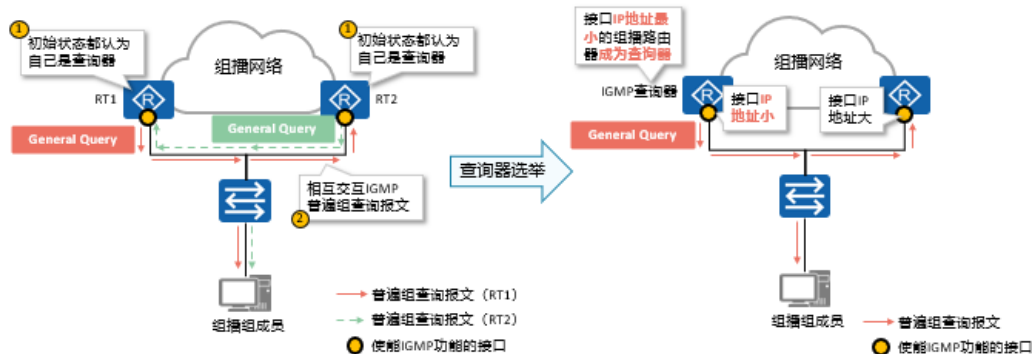 1
初始状态都认为
自己是查询器
1
初始状态都认为
自己是查询器
组播网络
RT1
RT2
General Query
General Query
相互交互IGMP
普遍组查询报文
2
组播组成员
普遍组查询报文（RT1）
普遍组查询报文（RT2）
使能IGMP功能的接口
查询器选举
接口IP地址最
小的组播路由
器成为查询器
组播网络
IGMP查询器
接口IP
地址小
接口IP
地址大
General Query
组播组成员
普遍组查询报文
使能IGMP功能的接口
R
R
R
R